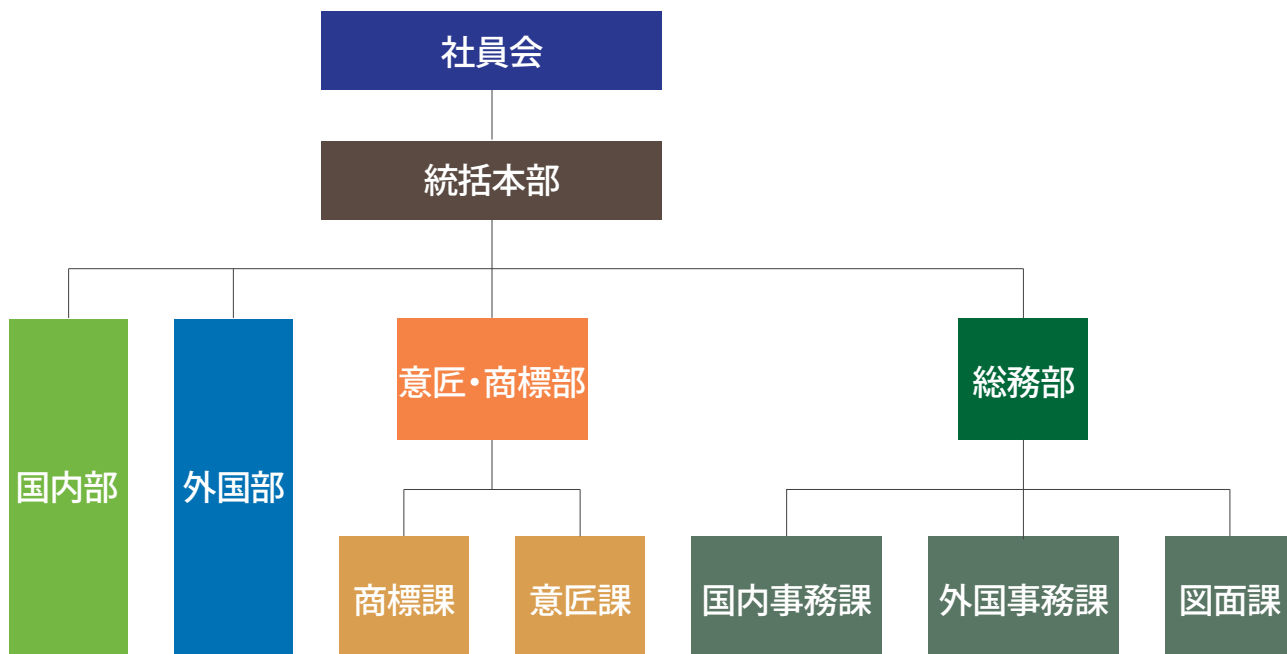 社員会
統括本部
国内部
外国部
意匠・商標部
総務部
商標課
意匠課
国内事務課
外国事務課
図面課